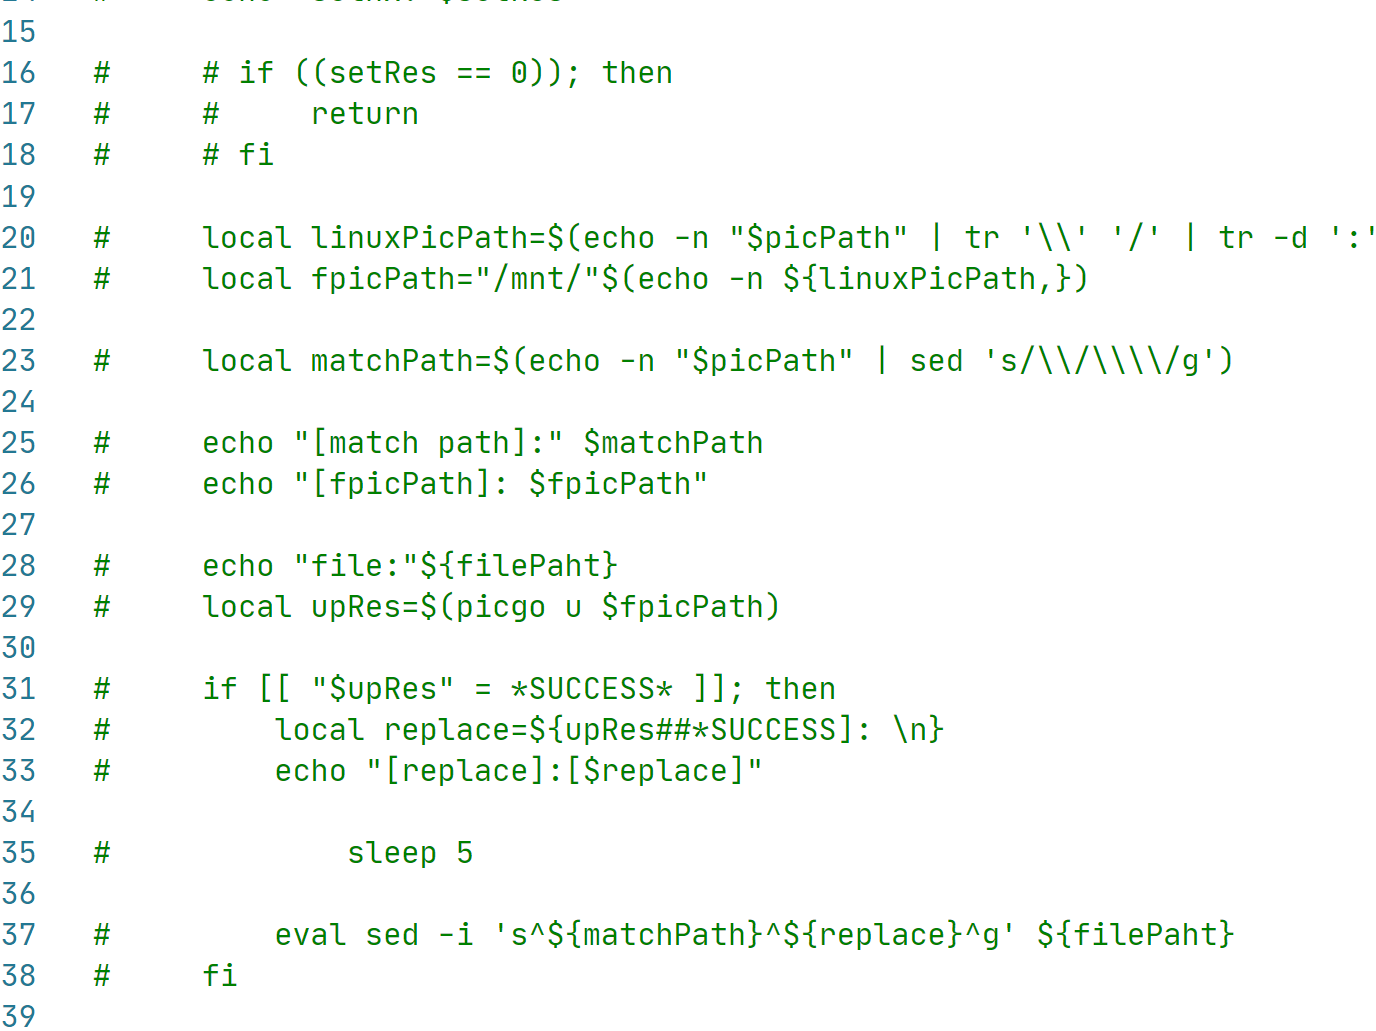 15
16 # # if ((setRes == 0)); then
17 # # return
18 # # fi
19
20 # local linuxPicPath=$(echo -n "$picPath" | tr '\\' '/' | tr -d ':'
21 # local fpicPath="/mnt/"$(echo -n ${linuxPicPath,})
22
23 # local matchPath=$(echo -n "$picPath" | sed 's/\\/\\\\/g')
24
25 # echo "[match path]:" $matchPath
26 # echo "[fpicPath]: $fpicPath"
27
28 # echo "file:"${filePaht}
29 # local upRes=$(picgo u $fpicPath)
30
31 # if [[ "$upRes" = *SUCCESS* ]]; then
32 # local replace=${upRes##*SUCCESS]: \n}
33 # echo "[replace]:[$replace]"
34
35 # sleep 5
36
37 # eval sed -i 's^${matchPath}^${replace}^g' ${filePaht}
38 # fi
39